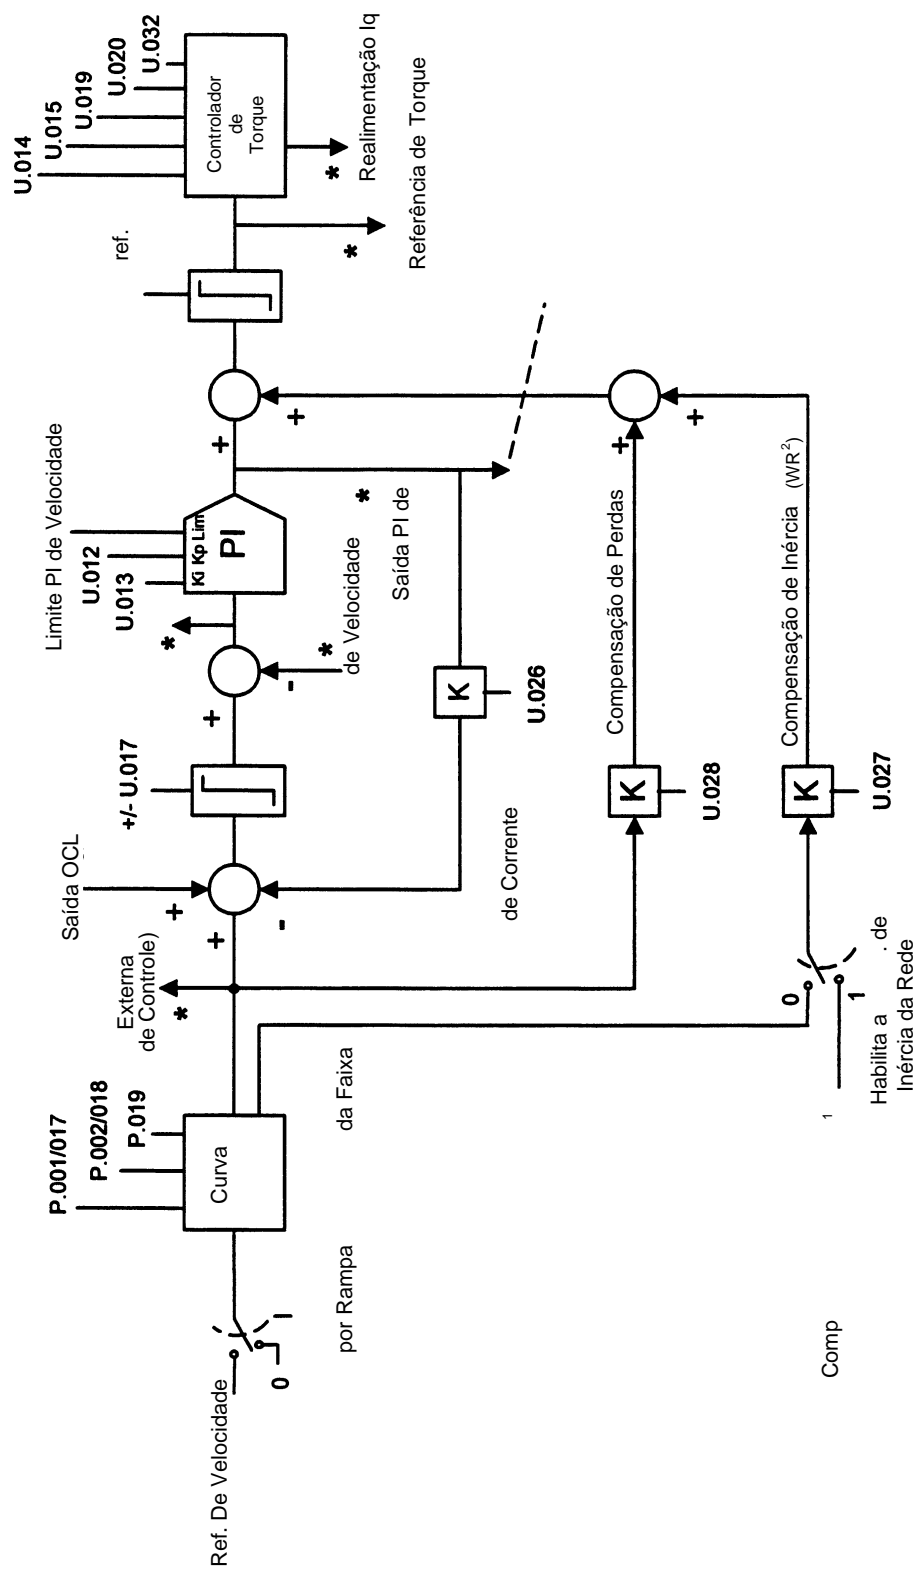 Ref. De Velocidade
0
1
por Rampa
P.001/017
P.002/018
P.019
Curva
da Faixa
Externa
de Controle)
*
Saída OCL
+
+
-
+/- U.017
+
-
*
de Velocidade
*
Limite PI de Velocidade
U.012
U.013
Ki Kp Lim
PI
*
Saída PI de
K
U.026
de Corrente
+
+
ref.
*
Referência de Torque
U.014
U.015
U.019
U.020
U.032
Controlador
de
Torque
*
Realimentação Iq
K
U.028
Compensação de Perdas
+
+
K
U.027
Compensação de Inércia (WR²)
0
1
1
Habilita a . de
Inércia da Rede
Comp